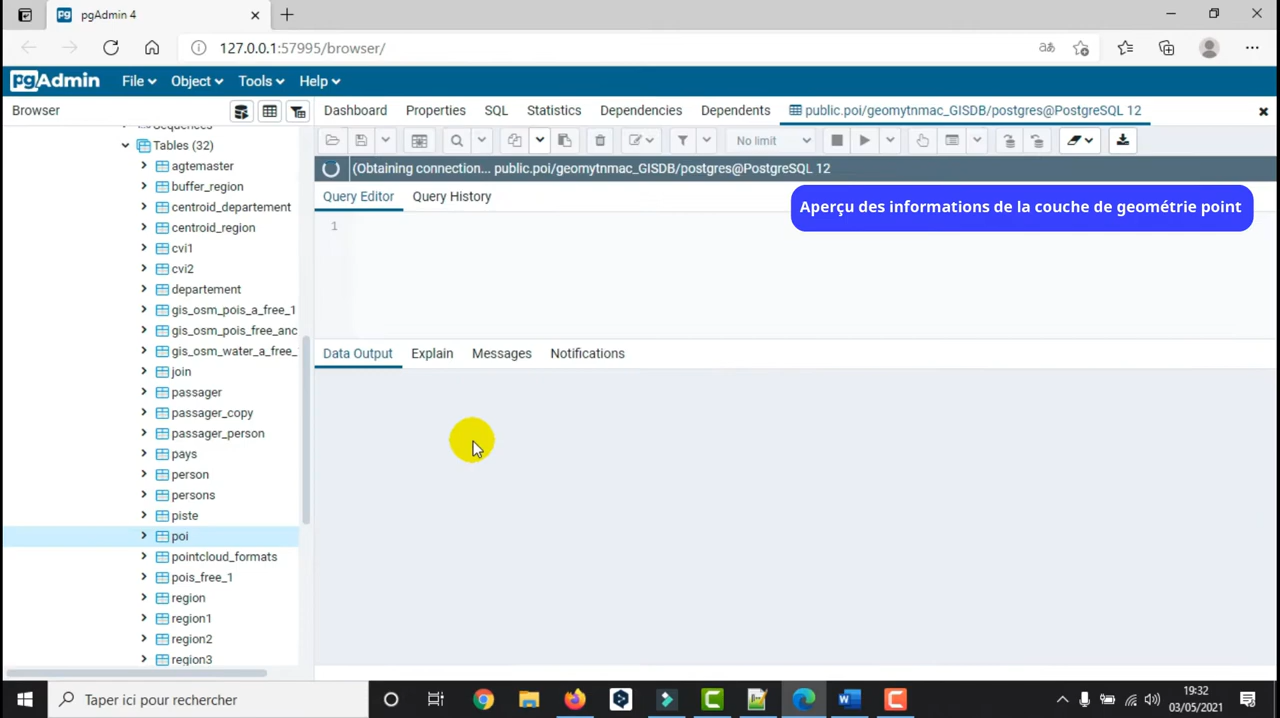 pgAdmin 4
127.0.0.1:57995/browser/
pgAdmin File Object Tools Help
Browser
Dashboard Properties SQL Statistics Dependencies Dependents public.poi/geomytnmac_GISDB/postgres@PostgreSQL 12
No limit
(Obtaining connection... public.poi/geomytnmac_GISDB/postgres@PostgreSQL 12
Query Editor Query History
Aperçu des informations de la couche de geométrie point
1
Data Output Explain Messages Notifications
Sequences
Tables (32)
agtemaster
buffer_region
centroid_departement
centroid_region
cvi1
cvi2
departement
gis_osm_pois_a_free_1
gis_osm_pois_free_anc
gis_osm_water_a_free_
join
passager
passager_copy
passager_person
pays
person
persons
piste
poi
pointcloud_formats
pois_free_1
region
region1
region2
region3
Taper ici pour rechercher
19:32
03/05/2021